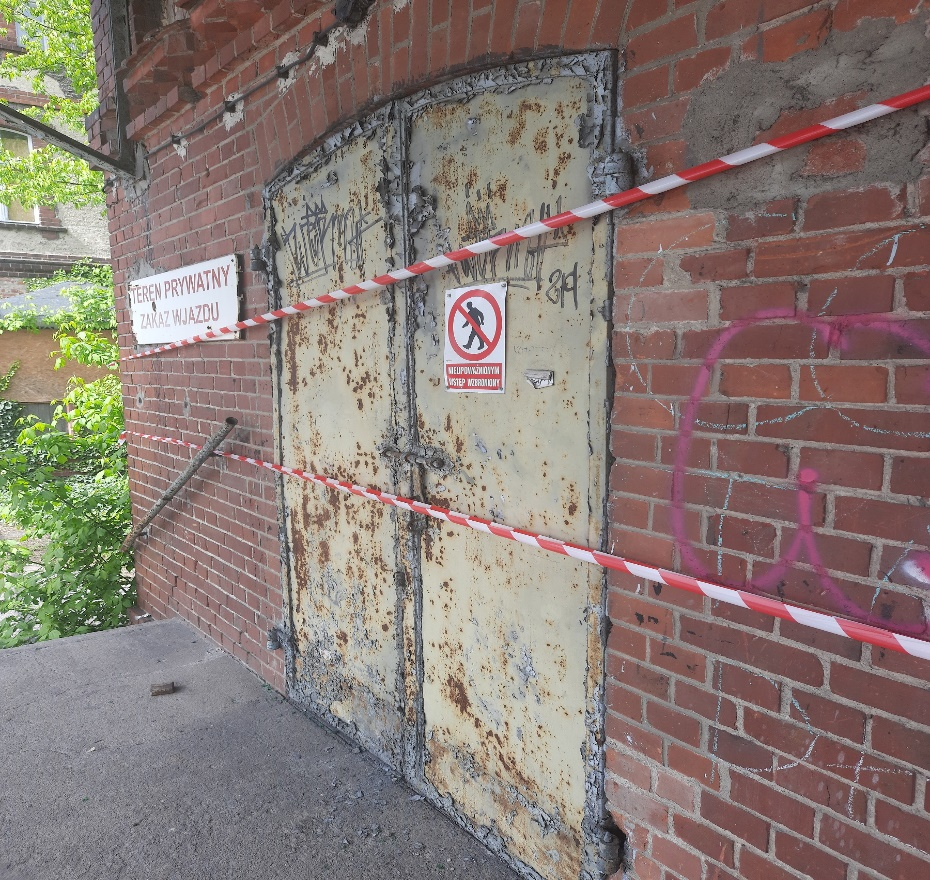 TEREN PRYWATNY
ZAKAZ WJAZDU
NIEUPOWAŻNIONYM
WSTĘP WZBRONIONY